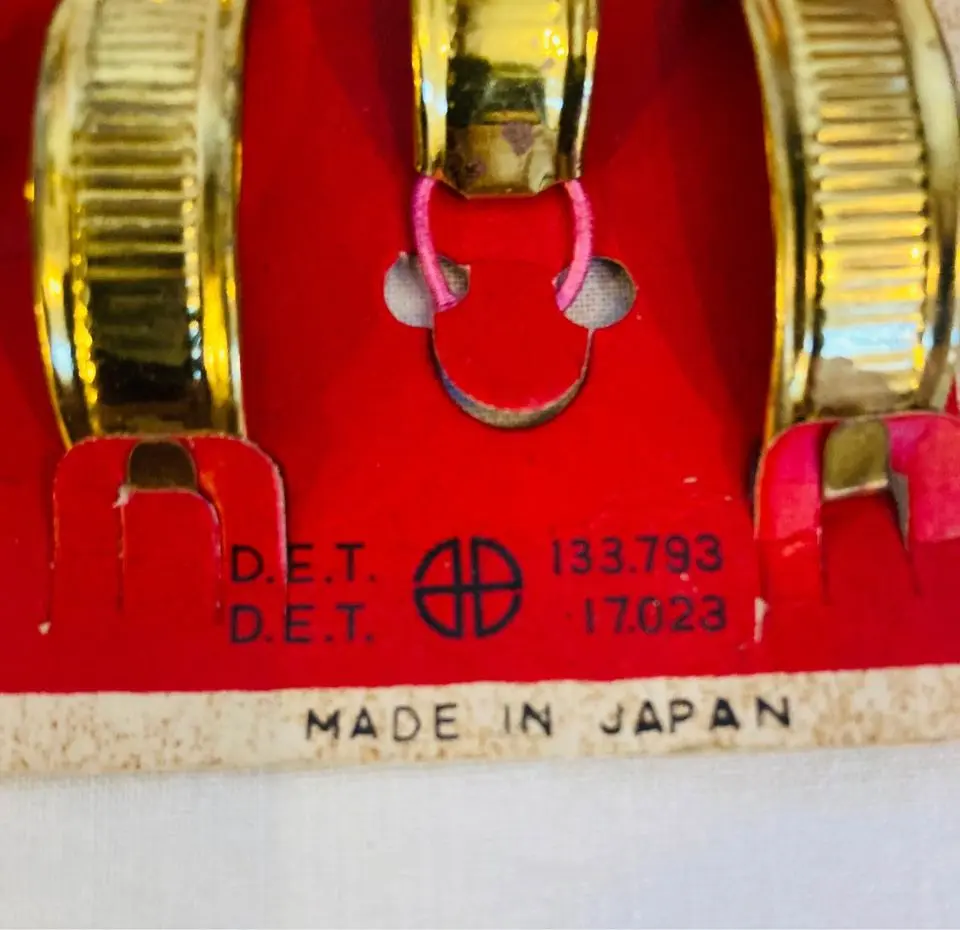 D.E.T. 133.793
D.E.T. 17.023
MADE IN JAPAN